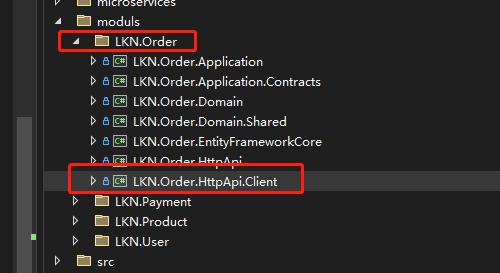 microservices
moduls
LKN.Order
LKN.Order.Application
LKN.Order.Application.Contracts
LKN.Order.Domain
LKN.Order.Domain.Shared
LKN.Order.EntityFrameworkCore
LKN.Order.HttpApi
LKN.Order.HttpApi.Client
LKN.Payment
LKN.Product
LKN.User
src